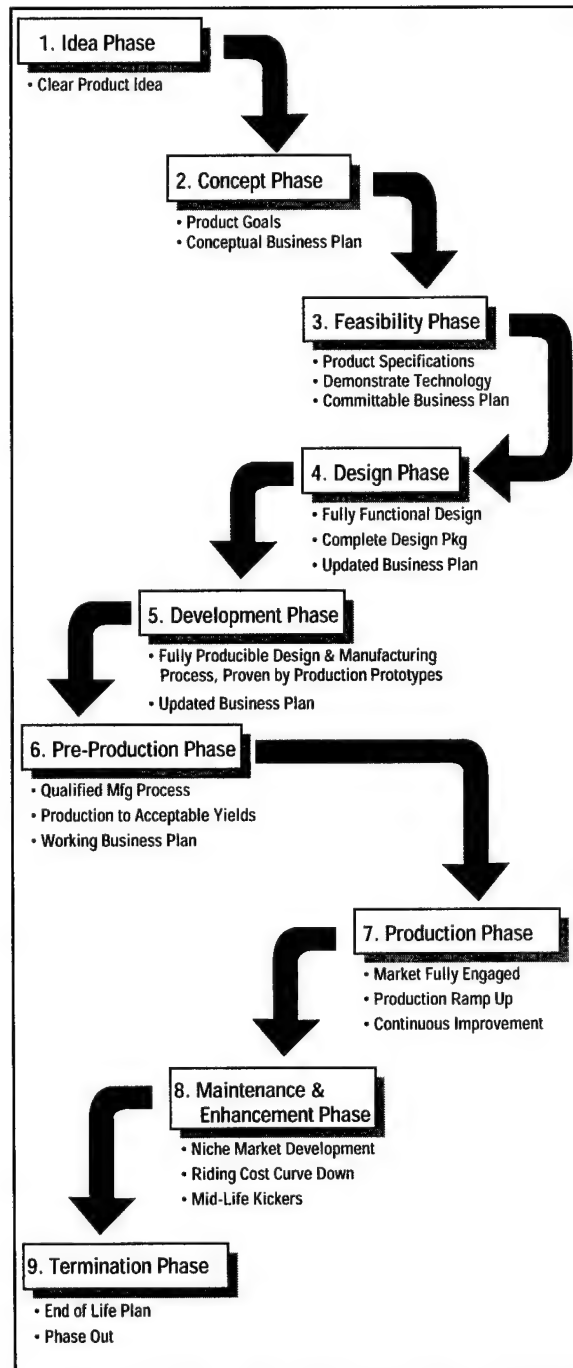 1. Idea Phase
• Clear Product Idea
2. Concept Phase
• Product Goals
• Conceptual Business Plan
3. Feasibility Phase
• Product Specifications
• Demonstrate Technology
• Committable Business Plan
4. Design Phase
• Fully Functional Design
• Complete Design Pkg
• Updated Business Plan
5. Development Phase
• Fully Producible Design & Manufacturing
Process, Proven by Production Prototypes
• Updated Business Plan
6. Pre-Production Phase
• Qualified Mfg Process
• Production to Acceptable Yields
• Working Business Plan
7. Production Phase
• Market Fully Engaged
• Production Ramp Up
• Continuous Improvement
8. Maintenance &
Enhancement Phase
• Niche Market Development
• Riding Cost Curve Down
• Mid-Life Kickers
9. Termination Phase
• End of Life Plan
• Phase Out